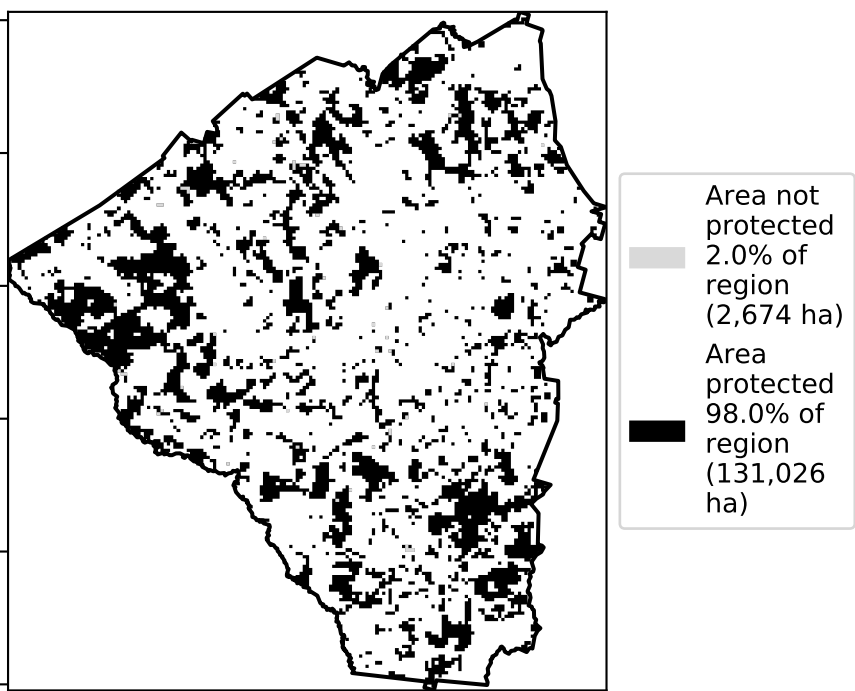 Area not
protected
2.0% of
region
(2,674 ha)
Area
protected
98.0% of
region
(131,026
ha)